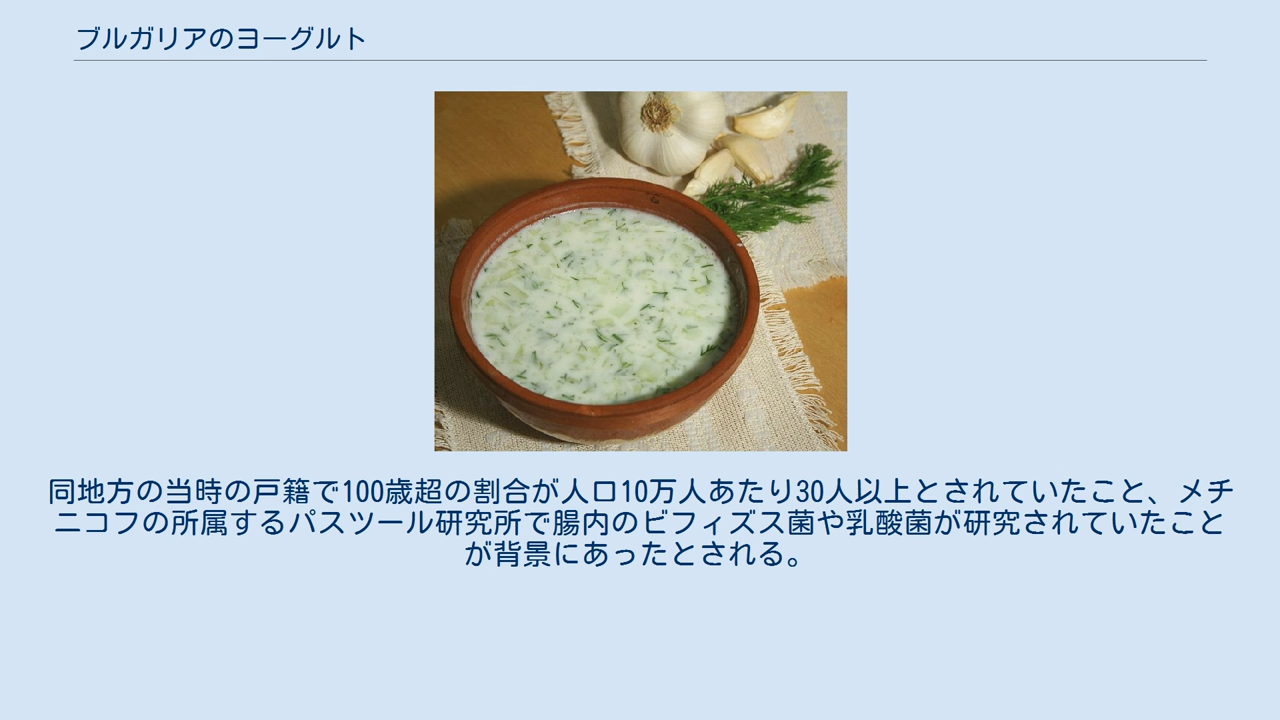 ブルガリアのヨーグルト
同地方の当時の戸籍で100歳超の割合が人口10万人あたり30人以上とされていたこと、メチ
ニコフの所属するパスツール研究所で腸内のビフィズス菌や乳酸菌が研究されていたこと
が背景にあったとされる。